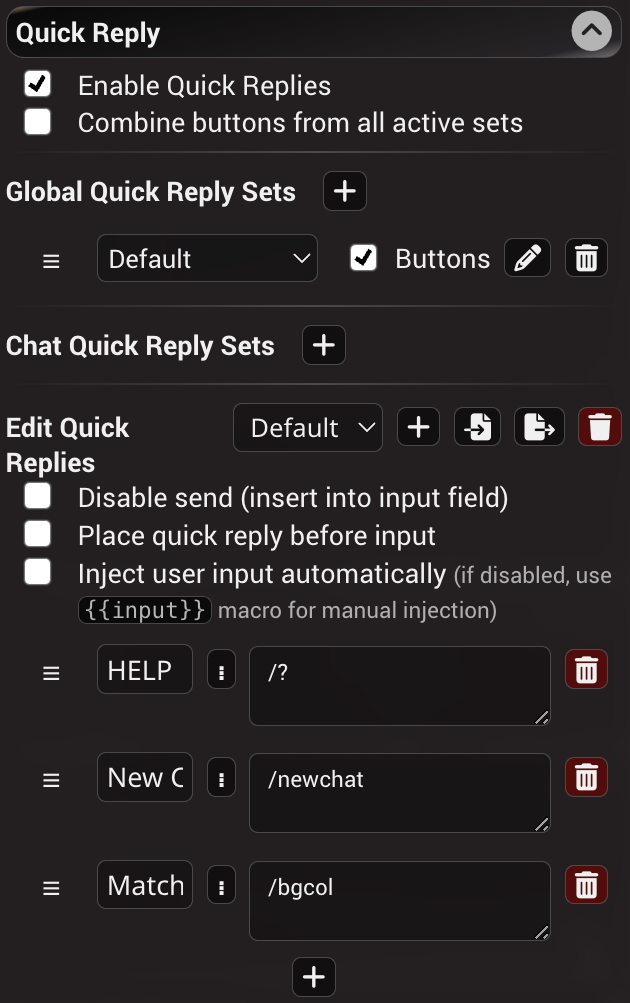 Quick Reply
Enable Quick Replies
Combine buttons from all active sets
Global Quick Reply Sets
Default Buttons
Chat Quick Reply Sets
Edit Quick Replies
Default
Disable send (insert into input field)
Place quick reply before input
Inject user input automatically (if disabled, use
{{input}} macro for manual injection)
HELP /?
New C /newchat
Match /bgcol